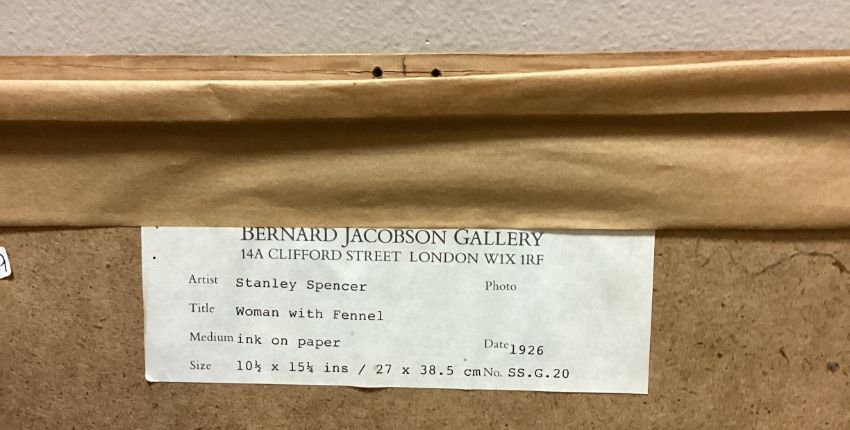 BERNARD JACOBSON GALLERY
14A CLIFFORD STREET LONDON W1X 1RF
Artist Stanley Spencer Photo
Title Woman with Fennel
Medium ink on paper Date 1926
Size 10½ x 15¼ ins / 27 x 38.5 cm No. SS.G.20